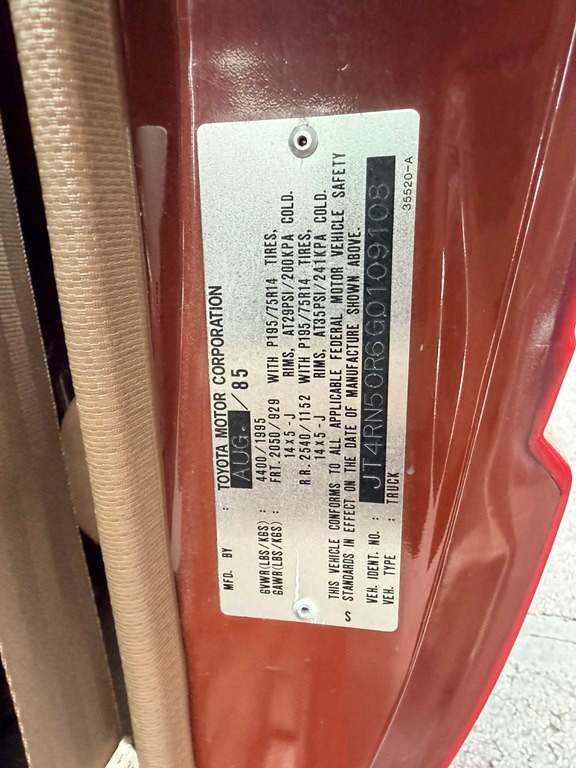 MFD. BY : TOYOTA MOTOR CORPORATION
AUG. /85
GVWR(LBS/KGS) : 4400/1995
GAWR(LBS/KGS) : FRT. 2050/929 WITH P195/75R14 TIRES,
14x5-J RIMS, AT29PSI/200KPA COLD.
R.R. 2540/1152 WITH P195/75R14 TIRES,
14x5-J RIMS, AT35PSI/241KPA COLD.
THIS VEHICLE CONFORMS TO ALL APPLICABLE FEDERAL MOTOR VEHICLE SAFETY
STANDARDS IN EFFECT ON THE DATE OF MANUFACTURE SHOWN ABOVE.
VEH. IDENT. NO. : JT4RN50R6G0109108
VEH. TYPE : TRUCK
S
35520-A